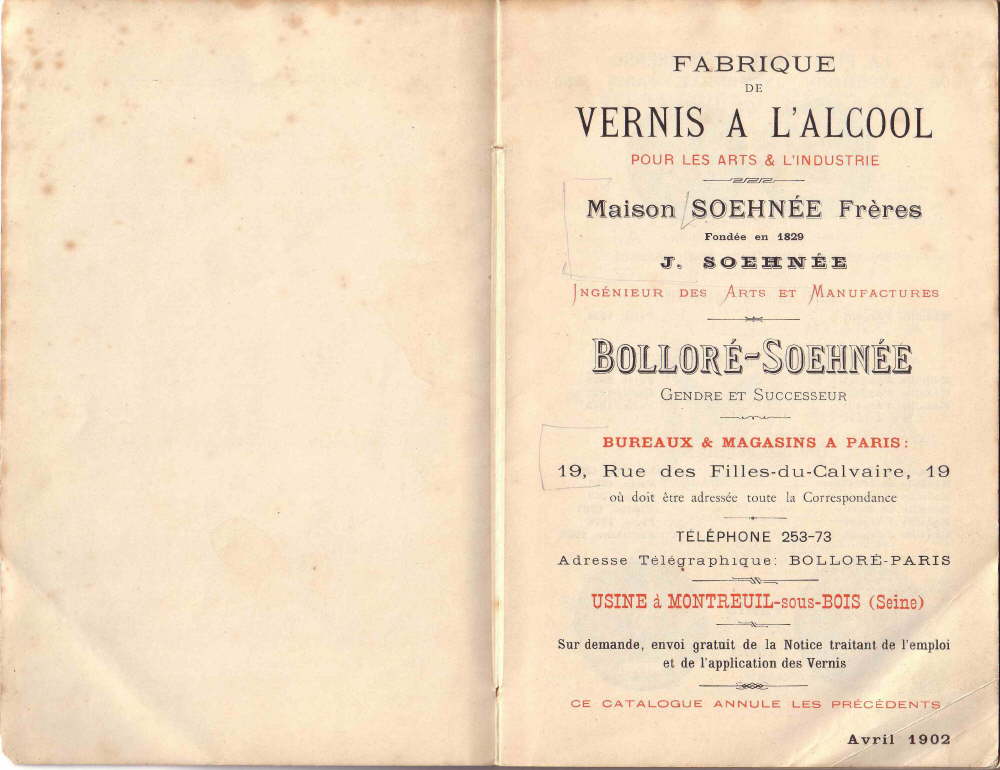 FABRIQUE
DE
VERNIS A L'ALCOOL
POUR LES ARTS & L'INDUSTRIE
Maison SOEHNÉE Frères
Fondée en 1829
J. SOEHNÉE
INGÉNIEUR DES ARTS ET MANUFACTURES
BOLLORÉ-SOEHNÉE
GENDRE ET SUCCESSEUR
BUREAUX & MAGASINS A PARIS:
19, Rue des Filles-du-Calvaire, 19
où doit être adressée toute la Correspondance
TÉLÉPHONE 253-73
Adresse Télégraphique: BOLLORÉ-PARIS
USINE à MONTREUIL-sous-BOIS (Seine)
Sur demande, envoi gratuit de la Notice traitant de l'emploi
et de l'application des Vernis
CE CATALOGUE ANNULE LES PRÉCÉDENTS
Avril 1902